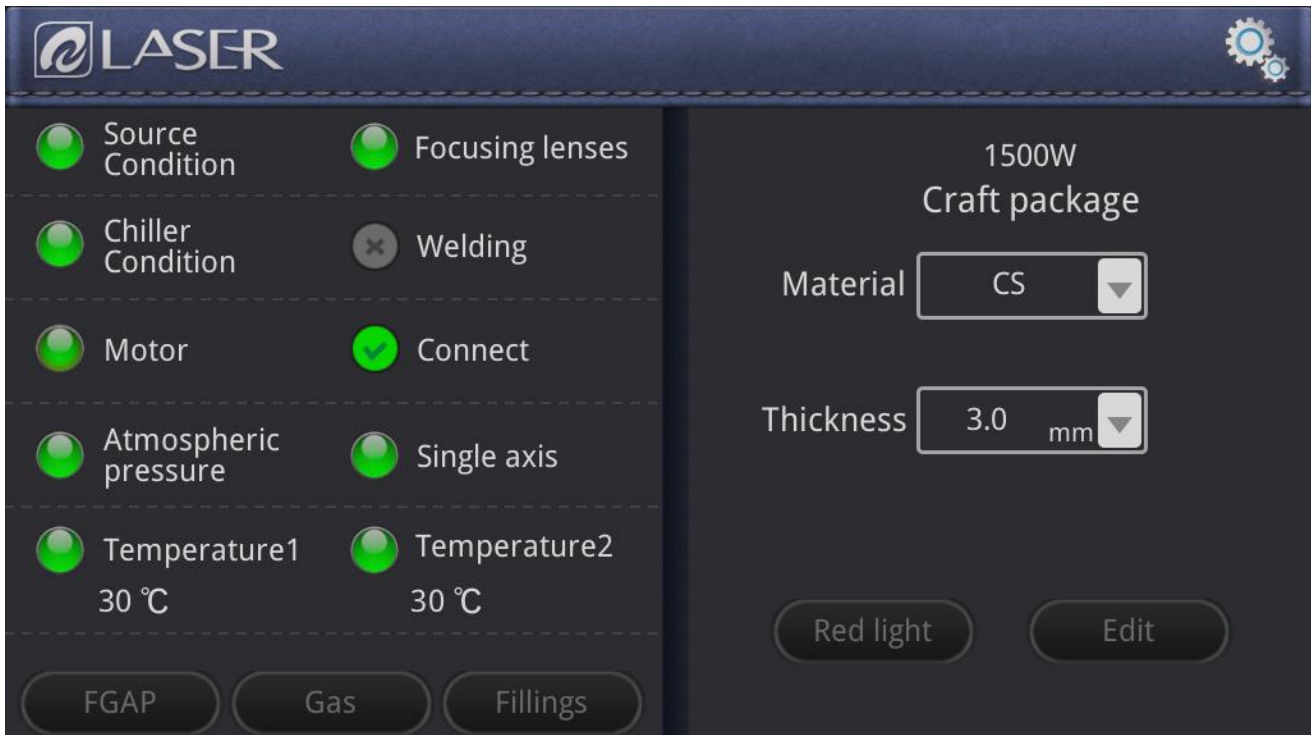 LASER
Source
Condition
Focusing lenses
Chiller
Condition
Welding
Motor
Connect
Atmospheric
pressure
Single axis
Temperature1
30 ℃
Temperature2
30 ℃
FGAP
Gas
Fillings
1500W
Craft package
Material CS
Thickness 3.0 mm
Red light
Edit